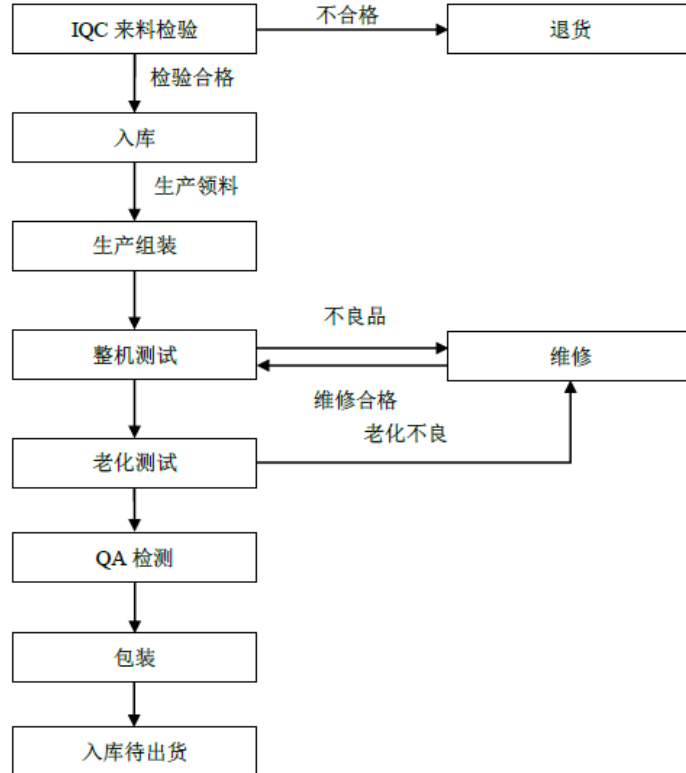 IQC 来料检验
不合格
退货
检验合格
入库
生产领料
生产组装
不良品
整机测试
维修
维修合格
老化不良
老化测试
QA 检测
包装
入库待出货